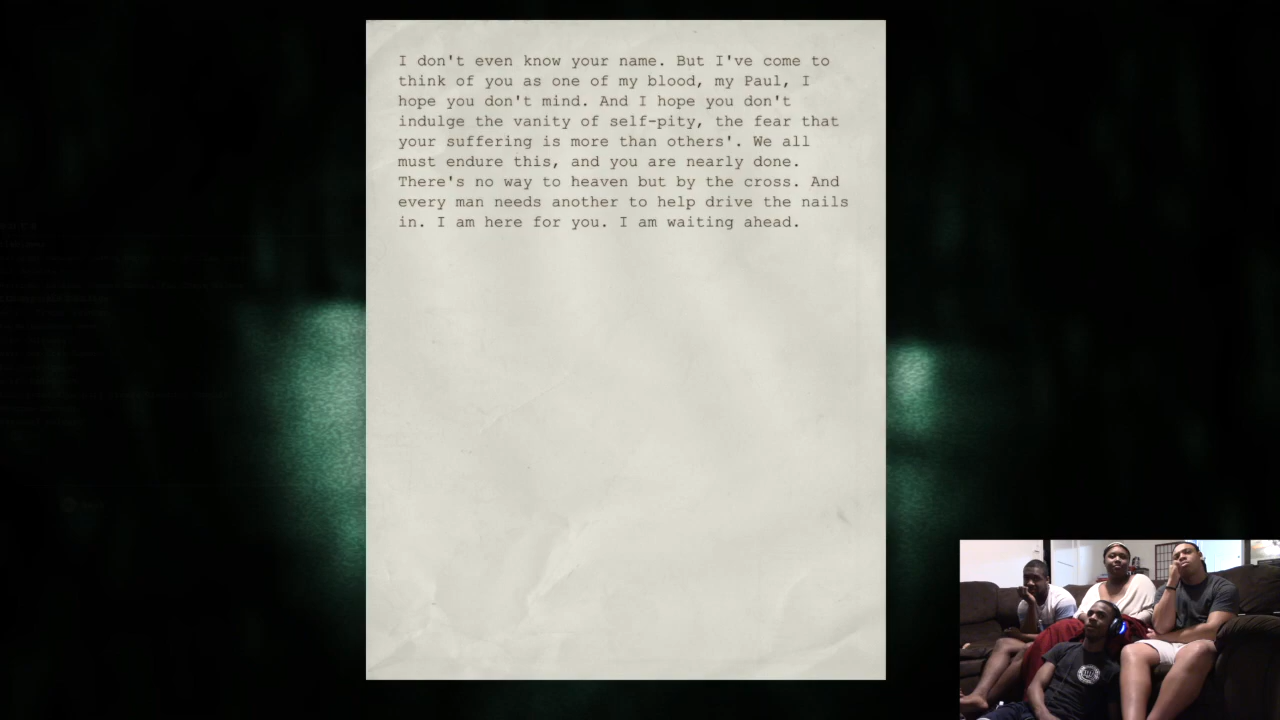 I don't even know your name. But I've come to
think of you as one of my blood, my Paul, I
hope you don't mind. And I hope you don't
indulge the vanity of self-pity, the fear that
your suffering is more than others'. We all
must endure this, and you are nearly done.
There's no way to heaven but by the cross. And
every man needs another to help drive the nails
in. I am here for you. I am waiting ahead.